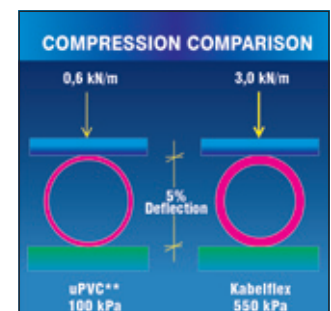 COMPRESSION COMPARISON
0,6 kN/m
3,0 kN/m
5%
Deflection
uPVC**
100 kPa
Kabelflex
550 kPa